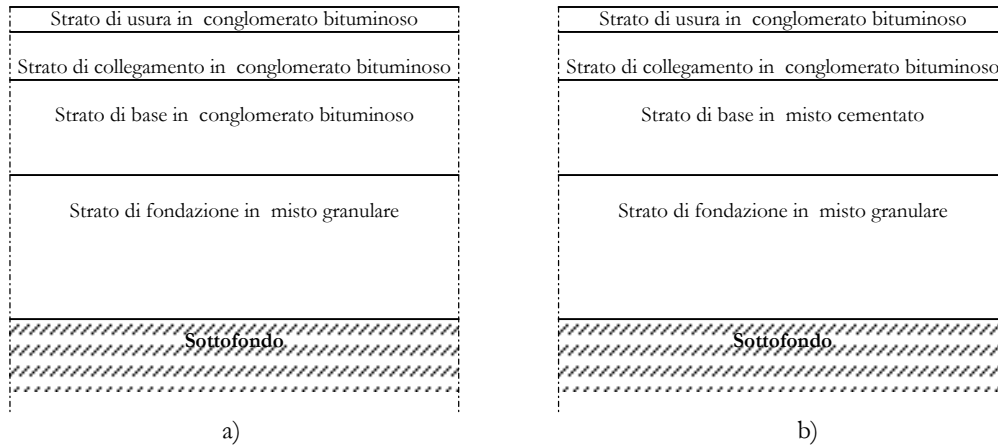 Strato di usura in conglomerato bituminoso
Strato di collegamento in conglomerato bituminoso
Strato di base in conglomerato bituminoso
Strato di fondazione in misto granulare
Sottofondo
a)
Strato di usura in conglomerato bituminoso
Strato di collegamento in conglomerato bituminoso
Strato di base in misto cementato
Strato di fondazione in misto granulare
Sottofondo
b)